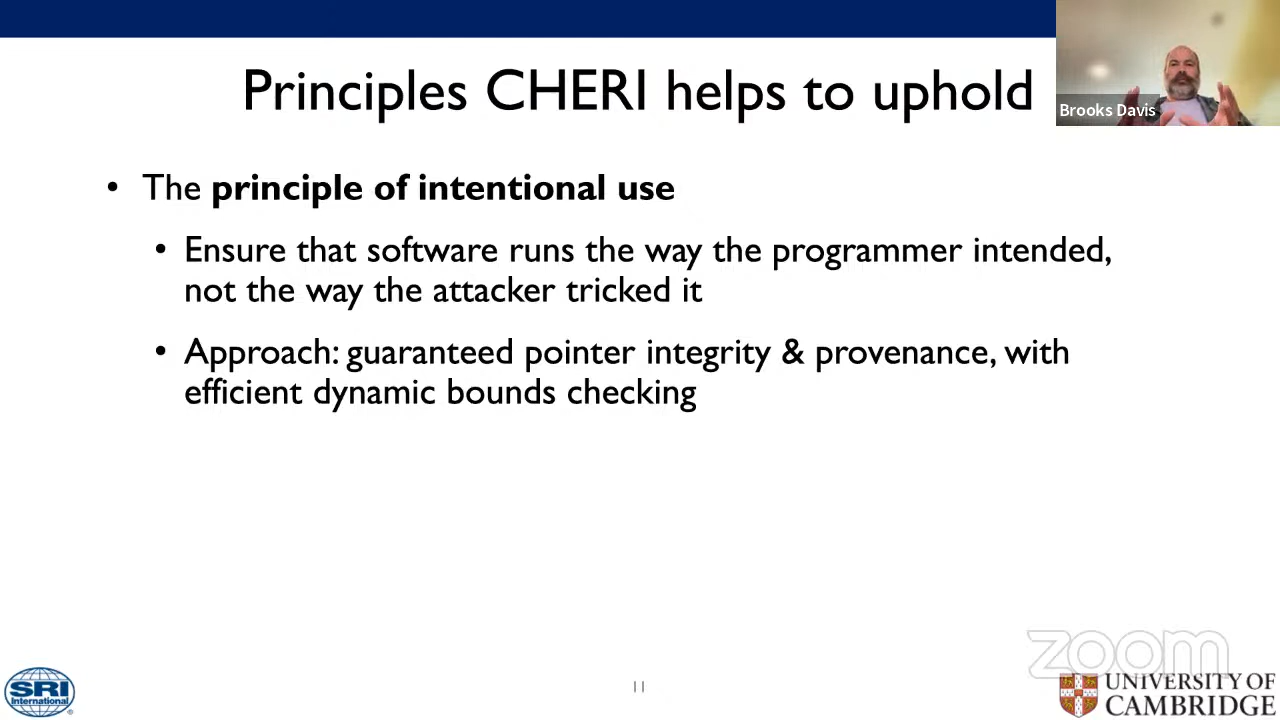 Principles CHERI helps to uphold
Brooks Davis
• The principle of intentional use
• Ensure that software runs the way the programmer intended,
not the way the attacker tricked it
• Approach: guaranteed pointer integrity & provenance, with
efficient dynamic bounds checking
zoom
SRI
International
11
UNIVERSITY OF
CAMBRIDGE